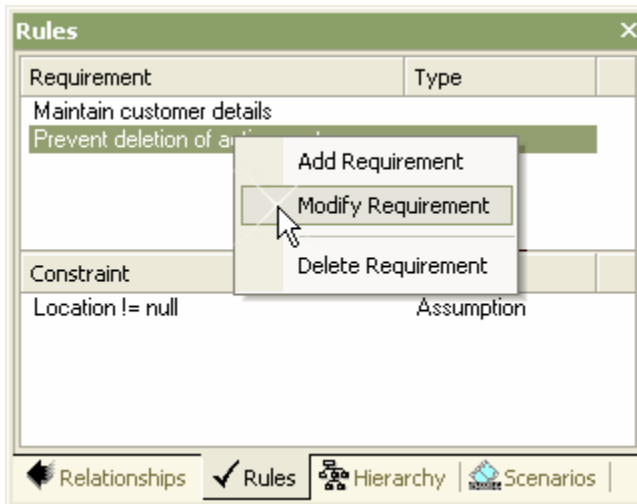 Rules
Requirement Type
Maintain customer details
Prevent deletion of
Add Requirement
Modify Requirement
Delete Requirement
Constraint
Location != null Assumption
Relationships Rules Hierarchy Scenarios